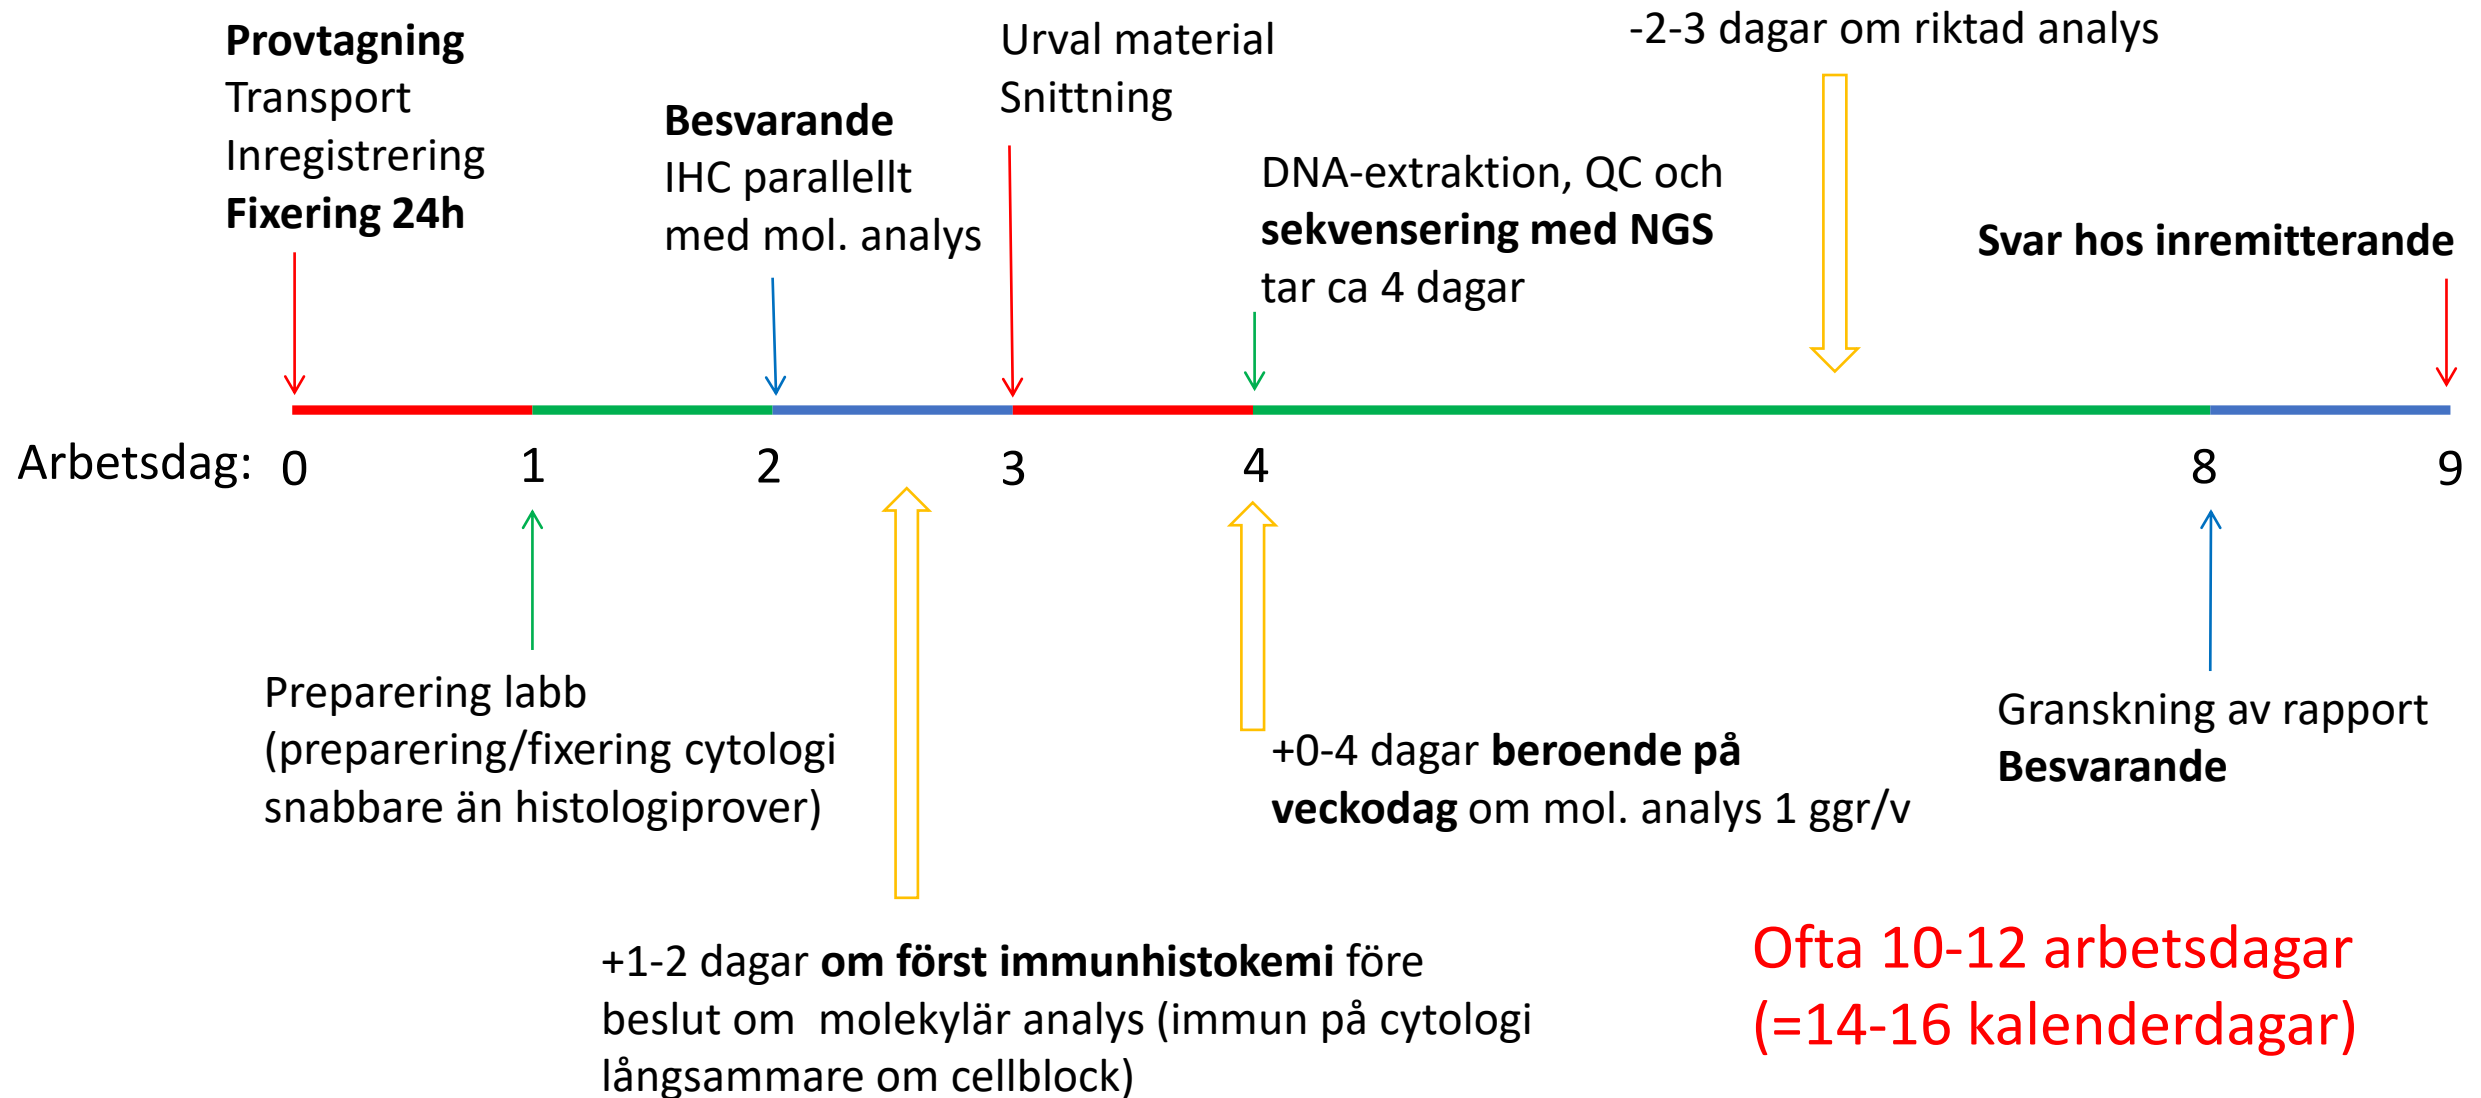 Provtagning
Transport
Inregistrering
Fixering 24h
Besvarande
IHC parallellt
med mol. analys
Urval material
Snittning
DNA-extraktion, QC och
sekvensering med NGS
tar ca 4 dagar
-2-3 dagar om riktad analys
Svar hos inremitterande
Arbetsdag: 0 1 2 3 4 8 9
Preparering labb
(preparering/fixering cytologi
snabbare än histologiprover)
+1-2 dagar om först immunhistokemi före
beslut om  molekylär analys (immun på cytologi
långsammare om cellblock)
+0-4 dagar beroende på
veckodag om mol. analys 1 ggr/v
Granskning av rapport
Besvarande
Ofta 10-12 arbetsdagar
(=14-16 kalenderdagar)